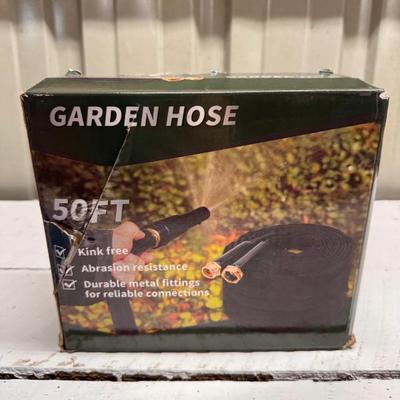 GARDEN HOSE
50FT
Kink free
Abrasion resistance
Durable metal fittings
for reliable connections